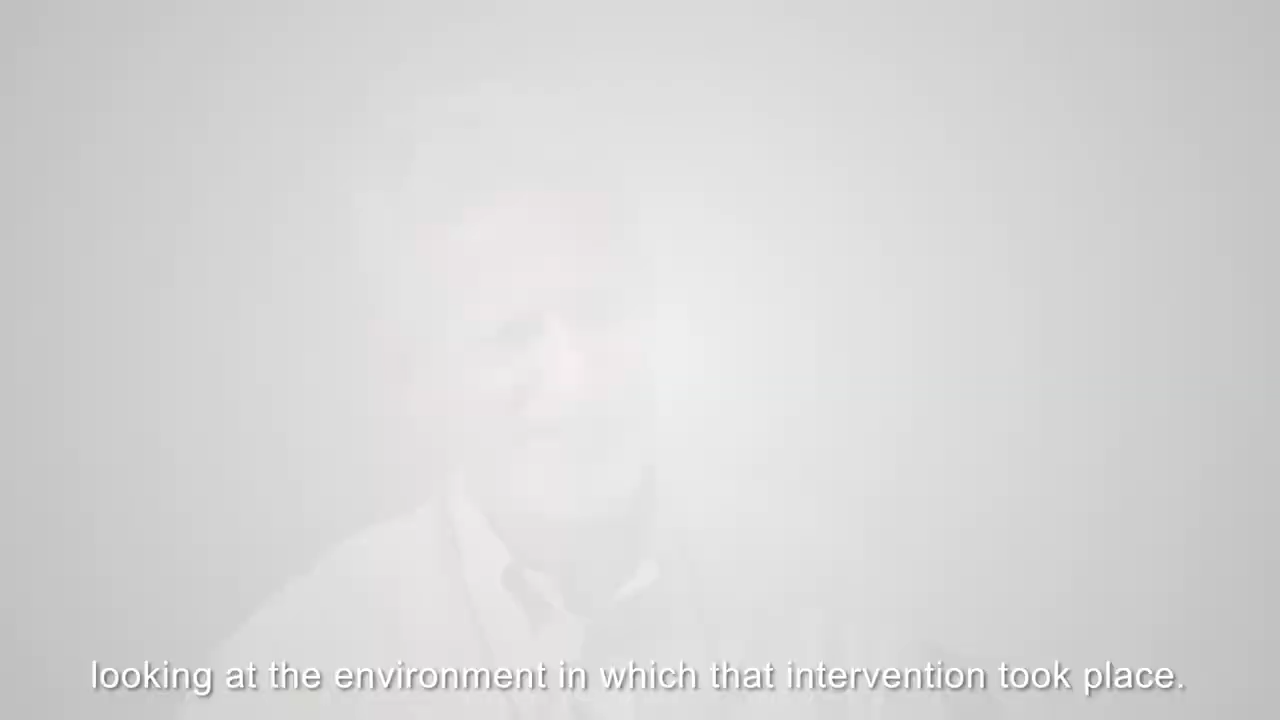 looking at the environment in which that intervention took place.